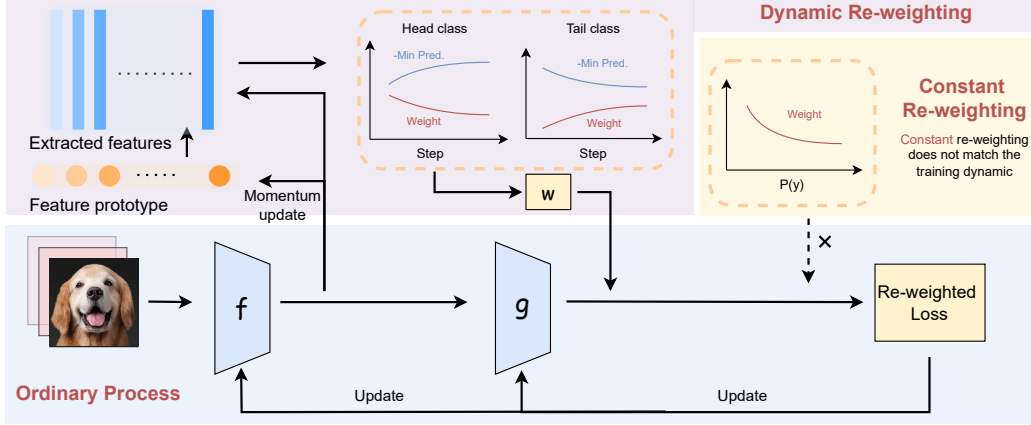 Dynamic Re-weighting
Head class
Tail class
-Min Pred.
-Min Pred.
Weight
Weight
Step
Step
..........
Extracted features
.....
Feature prototype
Momentum
update
w
Constant
Re-weighting
Constant re-weighting
does not match the
training dynamic
Weight
P(y)
×
f
g
Re-weighted
Loss
Ordinary Process
Update
Update